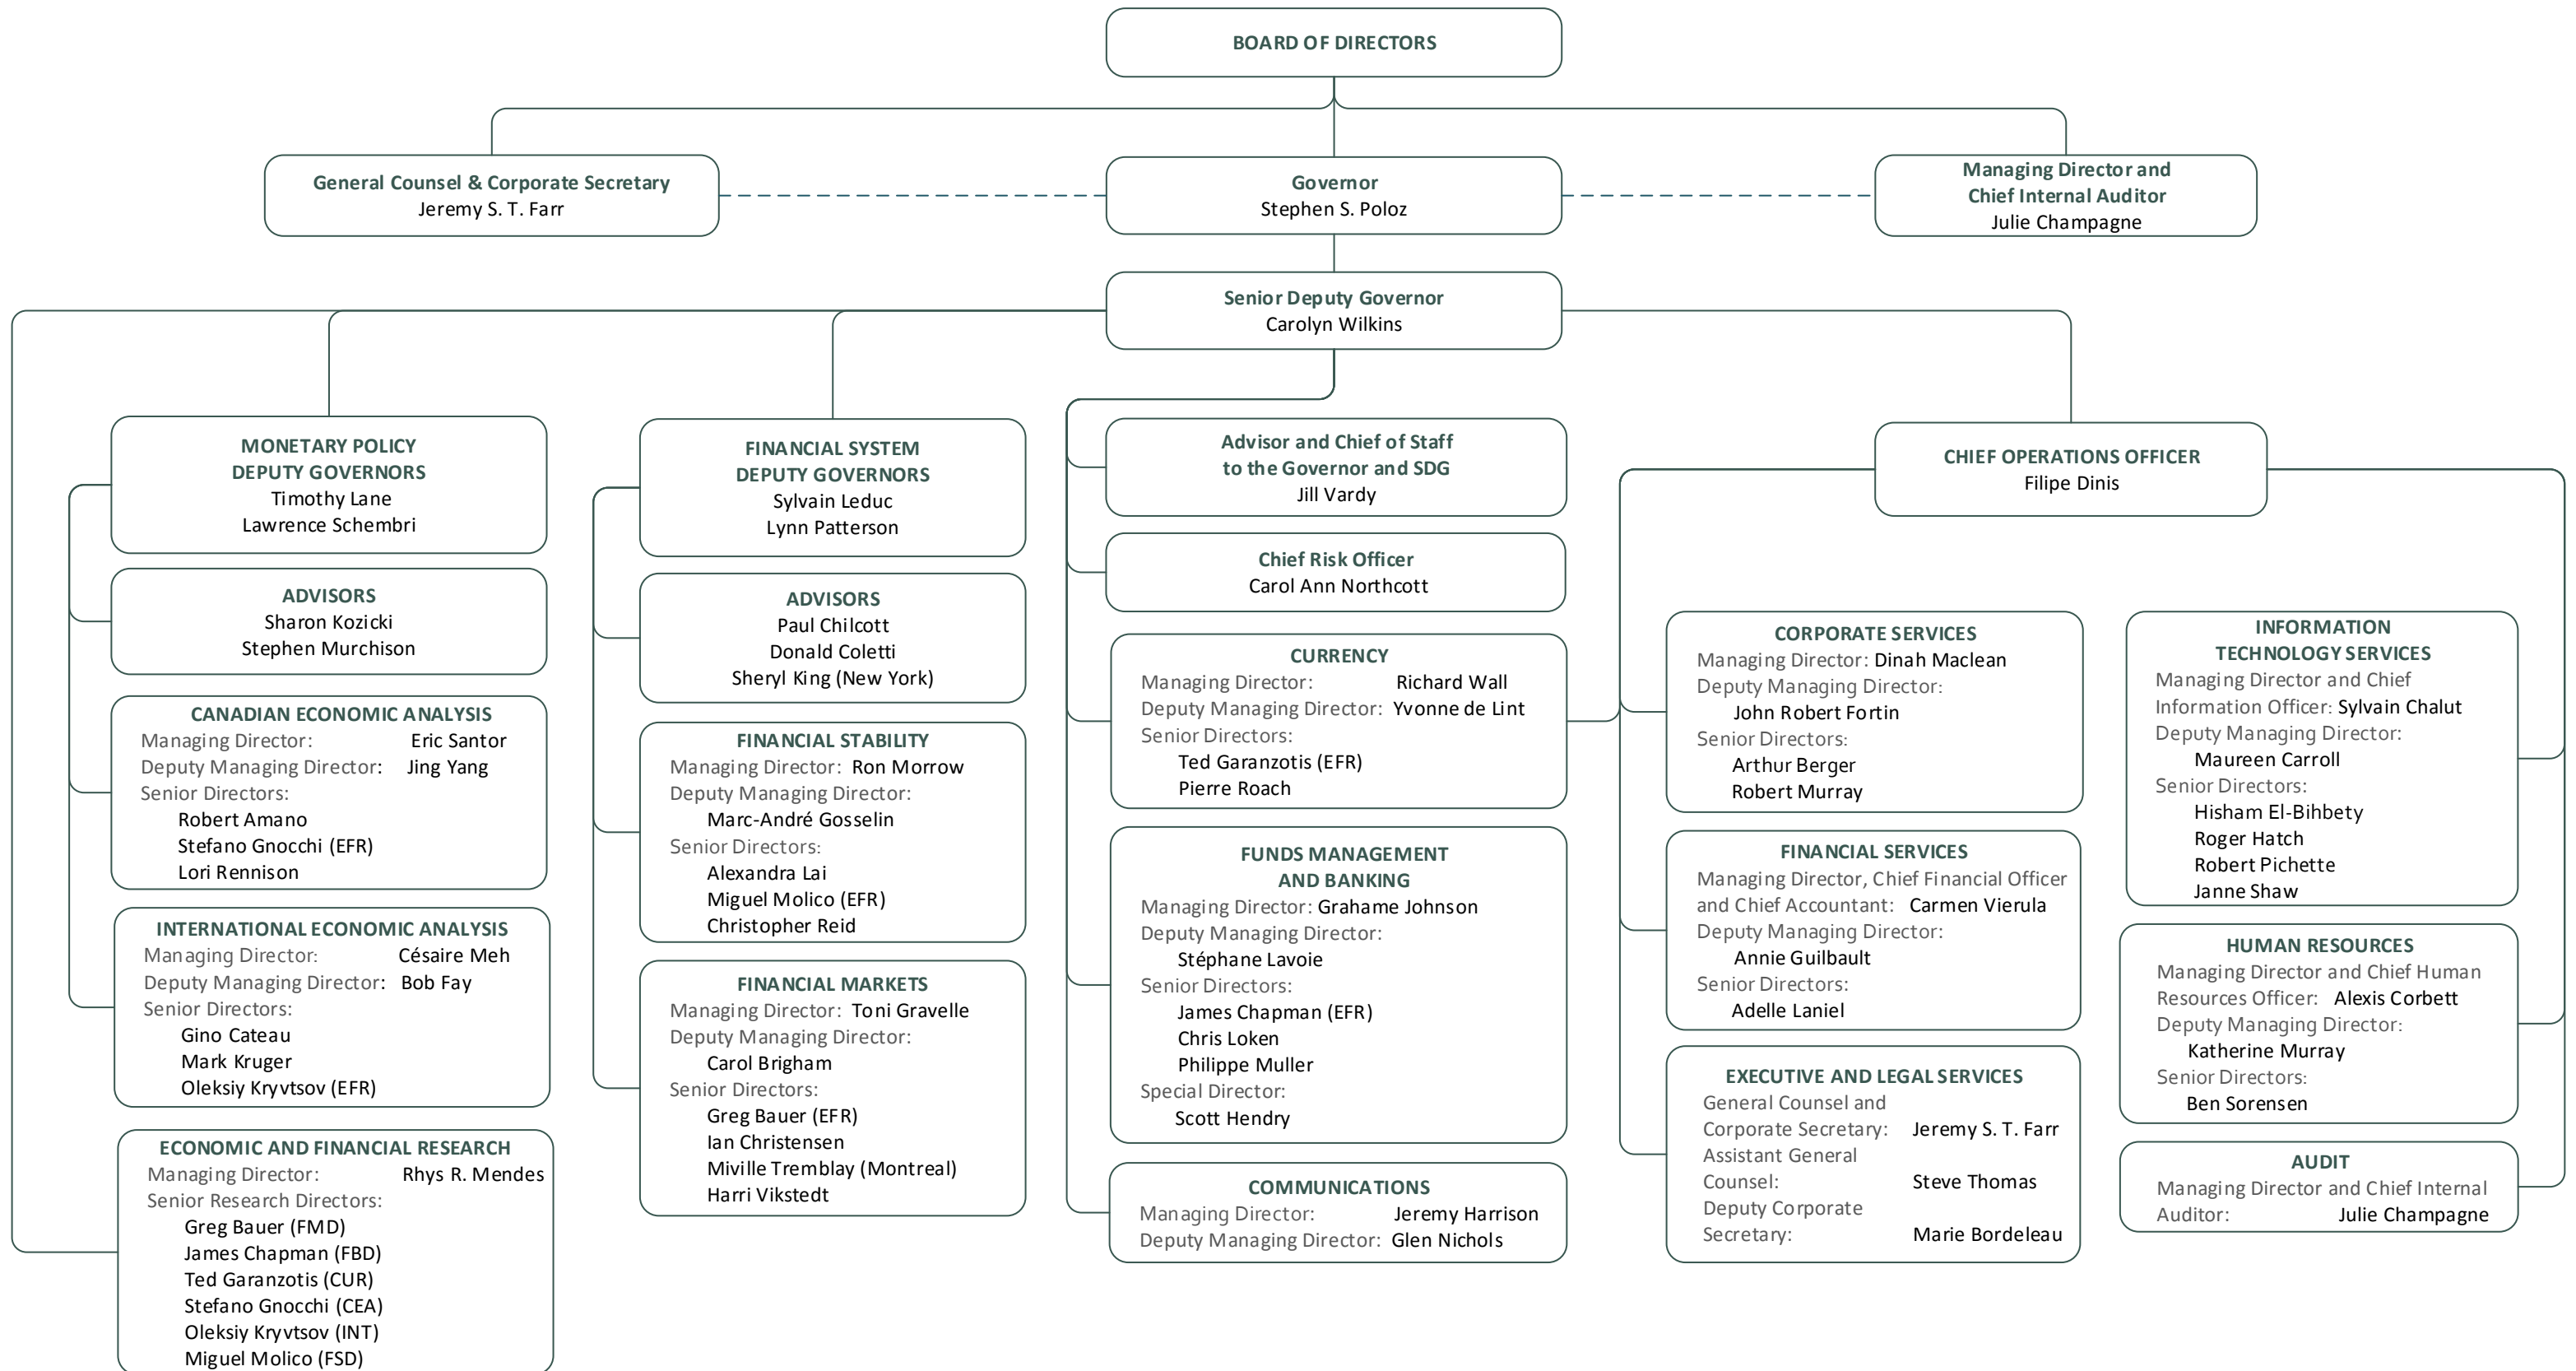 BOARD OF DIRECTORS
General Counsel & Corporate Secretary
Jeremy S. T. Farr
Governor
Stephen S. Poloz
Managing Director and
Chief Internal Auditor
Julie Champagne
Senior Deputy Governor
Carolyn Wilkins
MONETARY POLICY
DEPUTY GOVERNORS
Timothy Lane
Lawrence Schembri
ADVISORS
Sharon Kozicki
Stephen Murchison
CANADIAN ECONOMIC ANALYSIS
Managing Director: Eric Santor
Deputy Managing Director: Jing Yang
Senior Directors:
Robert Amano
Stefano Gnocchi (EFR)
Lori Rennison
INTERNATIONAL ECONOMIC ANALYSIS
Managing Director: Césaire Meh
Deputy Managing Director: Bob Fay
Senior Directors:
Gino Cateau
Mark Kruger
Oleksiy Kryvtsov (EFR)
ECONOMIC AND FINANCIAL RESEARCH
Managing Director: Rhys R. Mendes
Senior Research Directors:
Greg Bauer (FMD)
James Chapman (FBD)
Ted Garanzotis (CUR)
Stefano Gnocchi (CEA)
Oleksiy Kryvtsov (INT)
Miguel Molico (FSD)
FINANCIAL SYSTEM
DEPUTY GOVERNORS
Sylvain Leduc
Lynn Patterson
ADVISORS
Paul Chilcott
Donald Coletti
Sheryl King (New York)
FINANCIAL STABILITY
Managing Director: Ron Morrow
Deputy Managing Director:
Marc-André Gosselin
Senior Directors:
Alexandra Lai
Miguel Molico (EFR)
Christopher Reid
FINANCIAL MARKETS
Managing Director: Toni Gravelle
Deputy Managing Director:
Carol Brigham
Senior Directors:
Greg Bauer (EFR)
Ian Christensen
Miville Tremblay (Montreal)
Harri Vikstedt
Advisor and Chief of Staff
to the Governor and SDG
Jill Vardy
Chief Risk Officer
Carol Ann Northcott
CURRENCY
Managing Director: Richard Wall
Deputy Managing Director: Yvonne de Lint
Senior Directors:
Ted Garanzotis (EFR)
Pierre Roach
FUNDS MANAGEMENT
AND BANKING
Managing Director: Grahame Johnson
Deputy Managing Director:
Stéphane Lavoie
Senior Directors:
James Chapman (EFR)
Chris Loken
Philippe Muller
Special Director:
Scott Hendry
COMMUNICATIONS
Managing Director: Jeremy Harrison
Deputy Managing Director: Glen Nichols
CHIEF OPERATIONS OFFICER
Filipe Dinis
CORPORATE SERVICES
Managing Director: Dinah Maclean
Deputy Managing Director:
John Robert Fortin
Senior Directors:
Arthur Berger
Robert Murray
FINANCIAL SERVICES
Managing Director, Chief Financial Officer
and Chief Accountant: Carmen Vierula
Deputy Managing Director:
Annie Guilbault
Senior Directors:
Adelle Laniel
EXECUTIVE AND LEGAL SERVICES
General Counsel and
Corporate Secretary: Jeremy S. T. Farr
Assistant General
Counsel: Steve Thomas
Deputy Corporate
Secretary: Marie Bordeleau
INFORMATION
TECHNOLOGY SERVICES
Managing Director and Chief
Information Officer: Sylvain Chalut
Deputy Managing Director:
Maureen Carroll
Senior Directors:
Hisham El-Bihbety
Roger Hatch
Robert Pichette
Janne Shaw
HUMAN RESOURCES
Managing Director and Chief Human
Resources Officer: Alexis Corbett
Deputy Managing Director:
Katherine Murray
Senior Directors:
Ben Sorensen
AUDIT
Managing Director and Chief Internal
Auditor: Julie Champagne